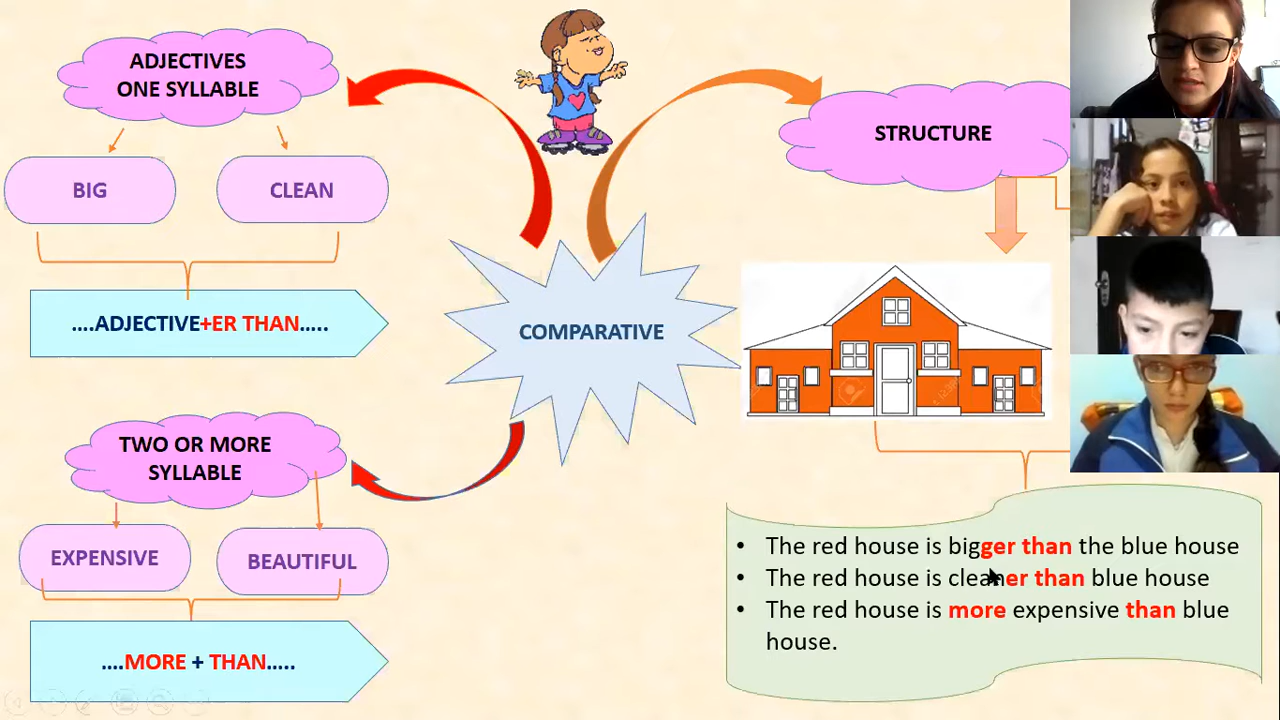 ADJECTIVES
ONE SYLLABLE
BIG
CLEAN
....ADJECTIVE+ER THAN.....
TWO OR MORE
SYLLABLE
EXPENSIVE
BEAUTIFUL
....MORE + THAN.....
COMPARATIVE
STRUCTURE
• The red house is bigger than the blue house
• The red house is cleaner than blue house
• The red house is more expensive than blue
house.